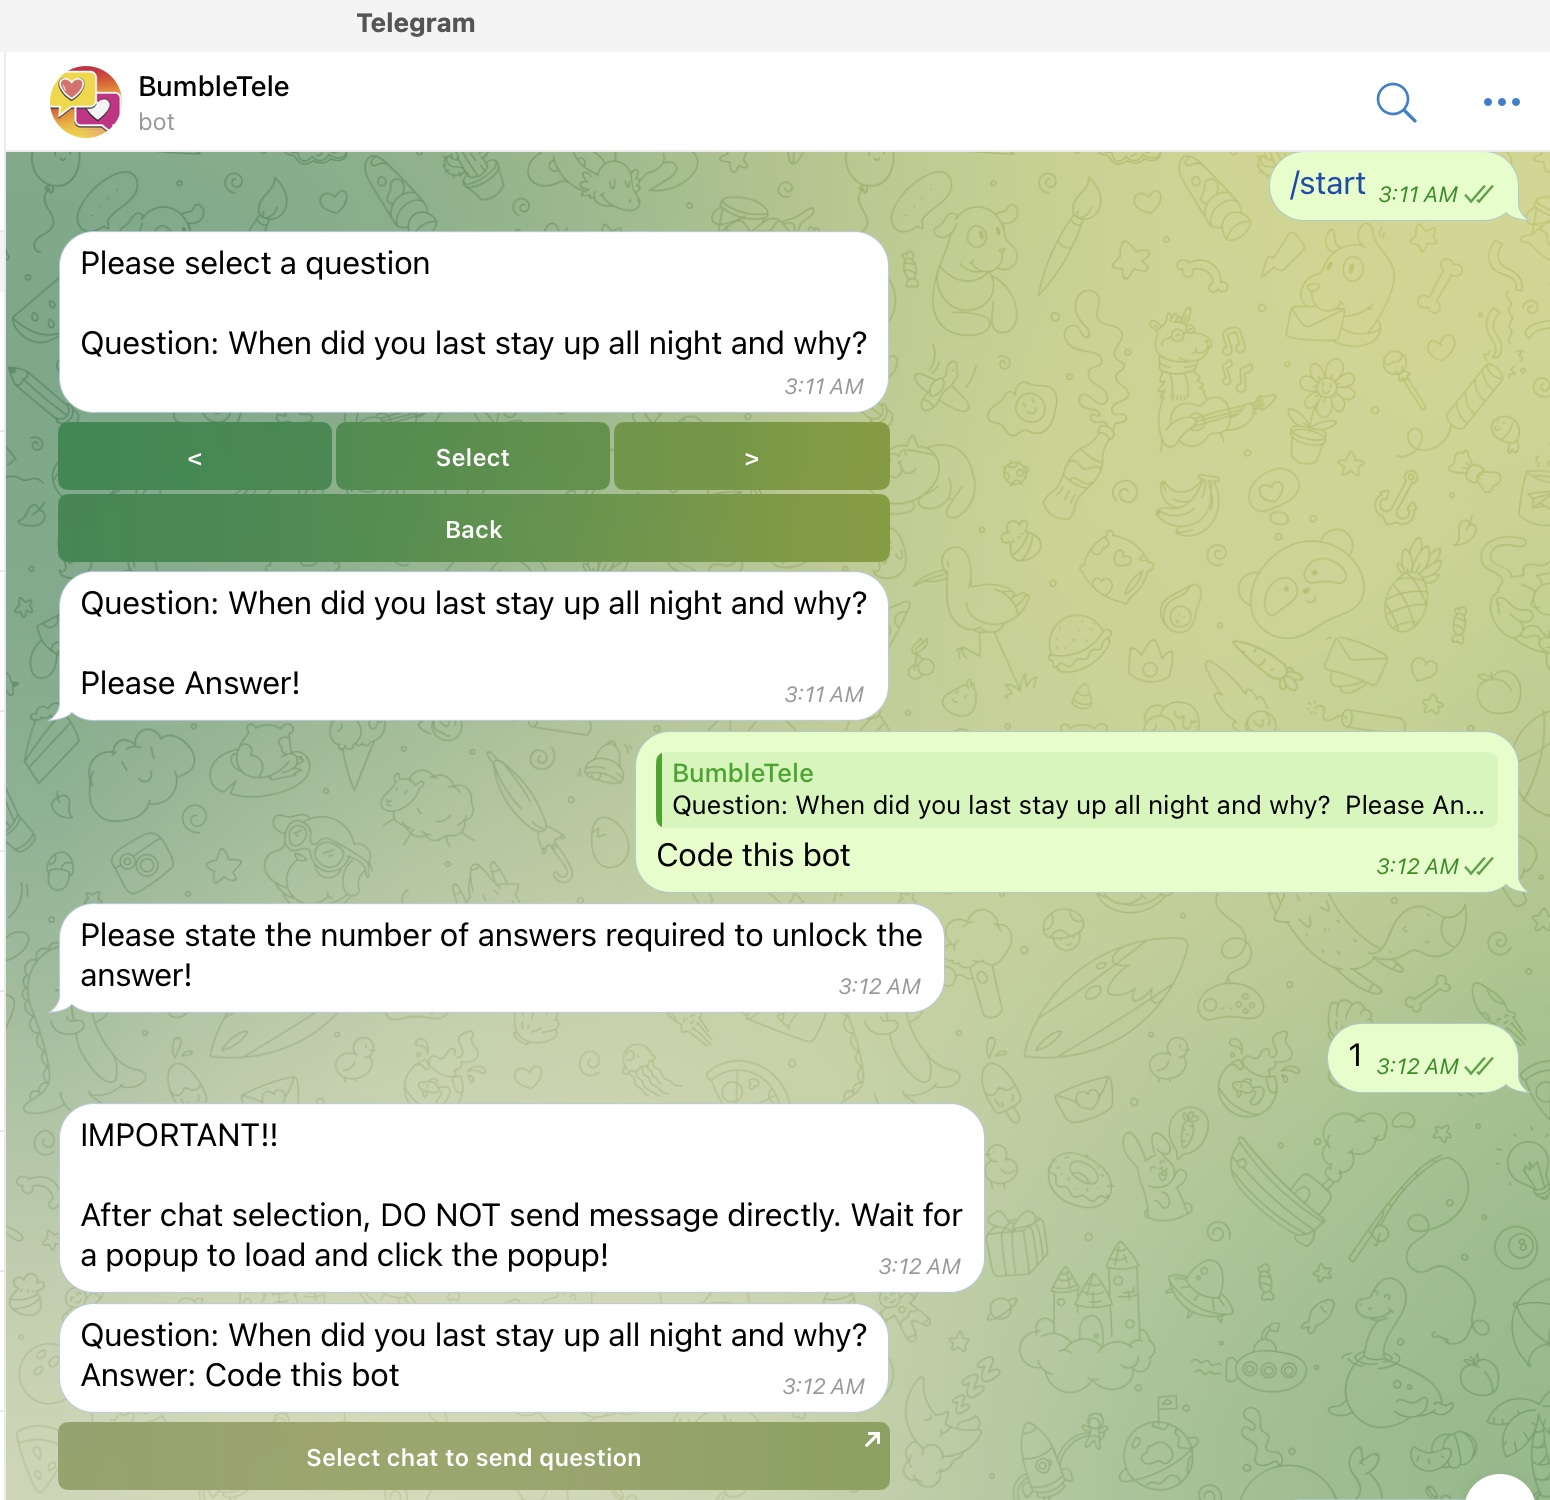 Telegram
BumbleTele
bot
/start 3:11 AM
Please select a question
Question: When did you last stay up all night and why?
3:11 AM
< Select >
Back
Question: When did you last stay up all night and why?
Please Answer!
3:11 AM
BumbleTele
Question: When did you last stay up all night and why? Please An...
Code this bot
3:12 AM
Please state the number of answers required to unlock the
answer!
3:12 AM
1 3:12 AM
IMPORTANT!!
After chat selection, DO NOT send message directly. Wait for
a popup to load and click the popup!
3:12 AM
Question: When did you last stay up all night and why?
Answer: Code this bot
3:12 AM
Select chat to send question